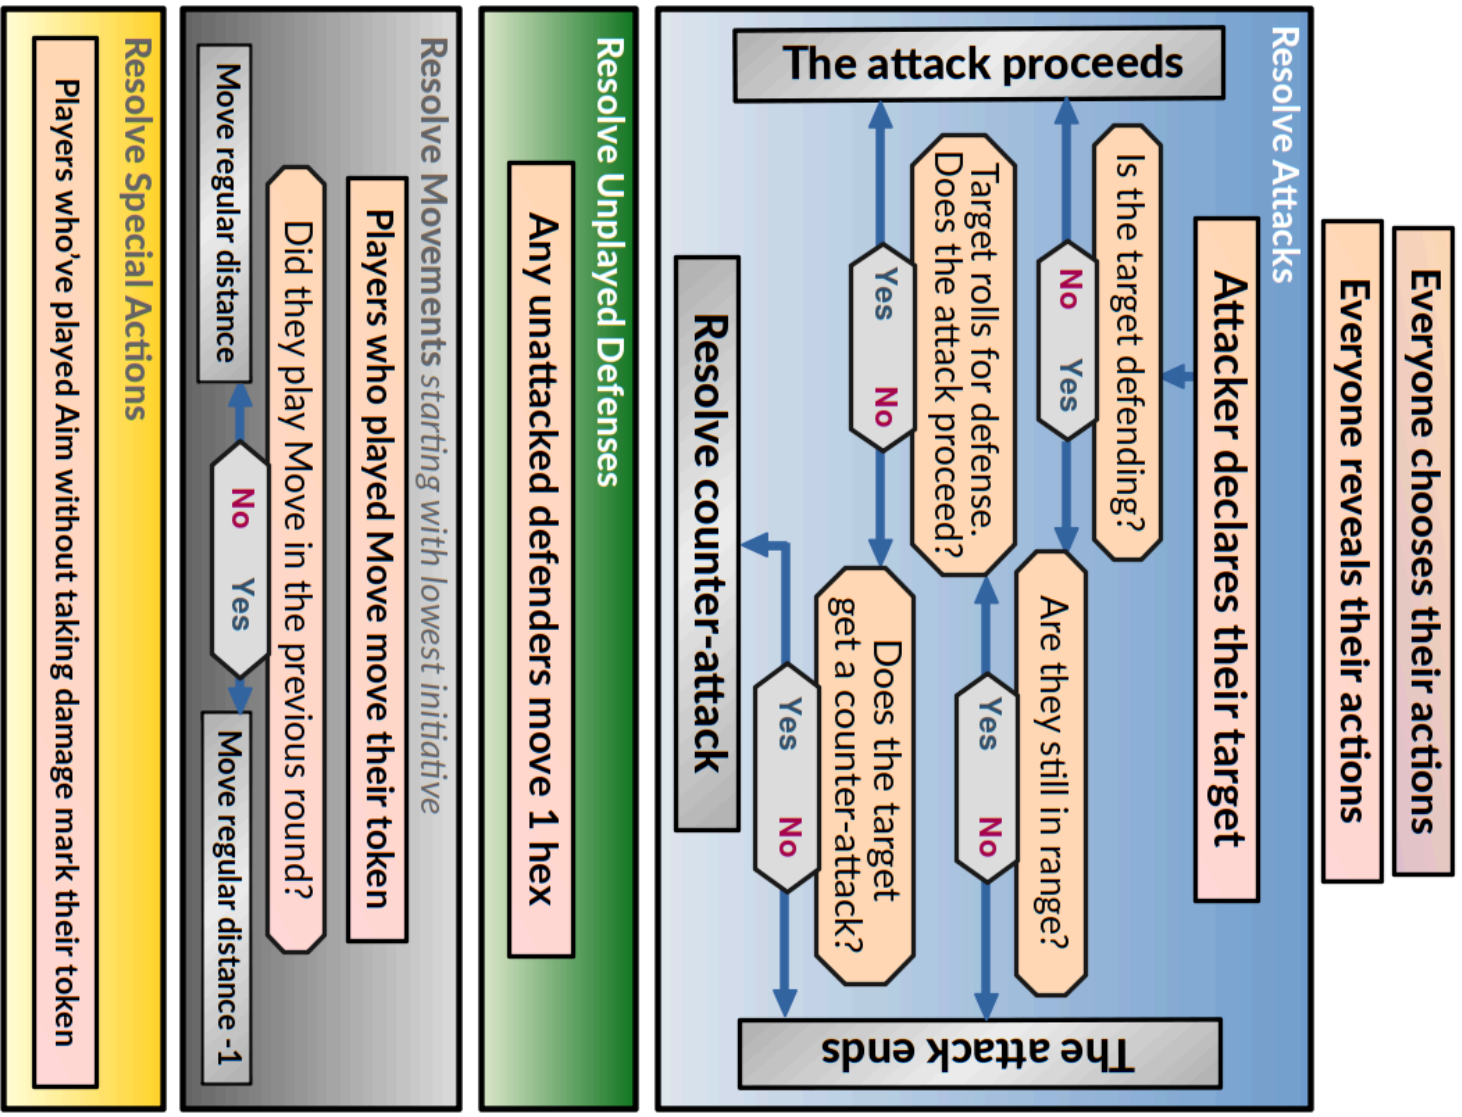 Everyone chooses their actions
Everyone reveals their actions
Resolve Attacks
Attacker declares their target
Is the target defending?
No Yes
Are they still in range?
Yes No
Target rolls for defense.
Does the attack proceed?
Yes No
Does the target
get a counter-attack?
Yes No
Resolve counter-attack
The attack proceeds
The attack ends
Resolve Unplayed Defenses
Any unattacked defenders move 1 hex
Resolve Movements starting with lowest initiative
Players who played Move move their token
Did they play Move in the previous round?
No Yes
Move regular distance
Move regular distance -1
Resolve Special Actions
Players who've played Aim without taking damage mark their token